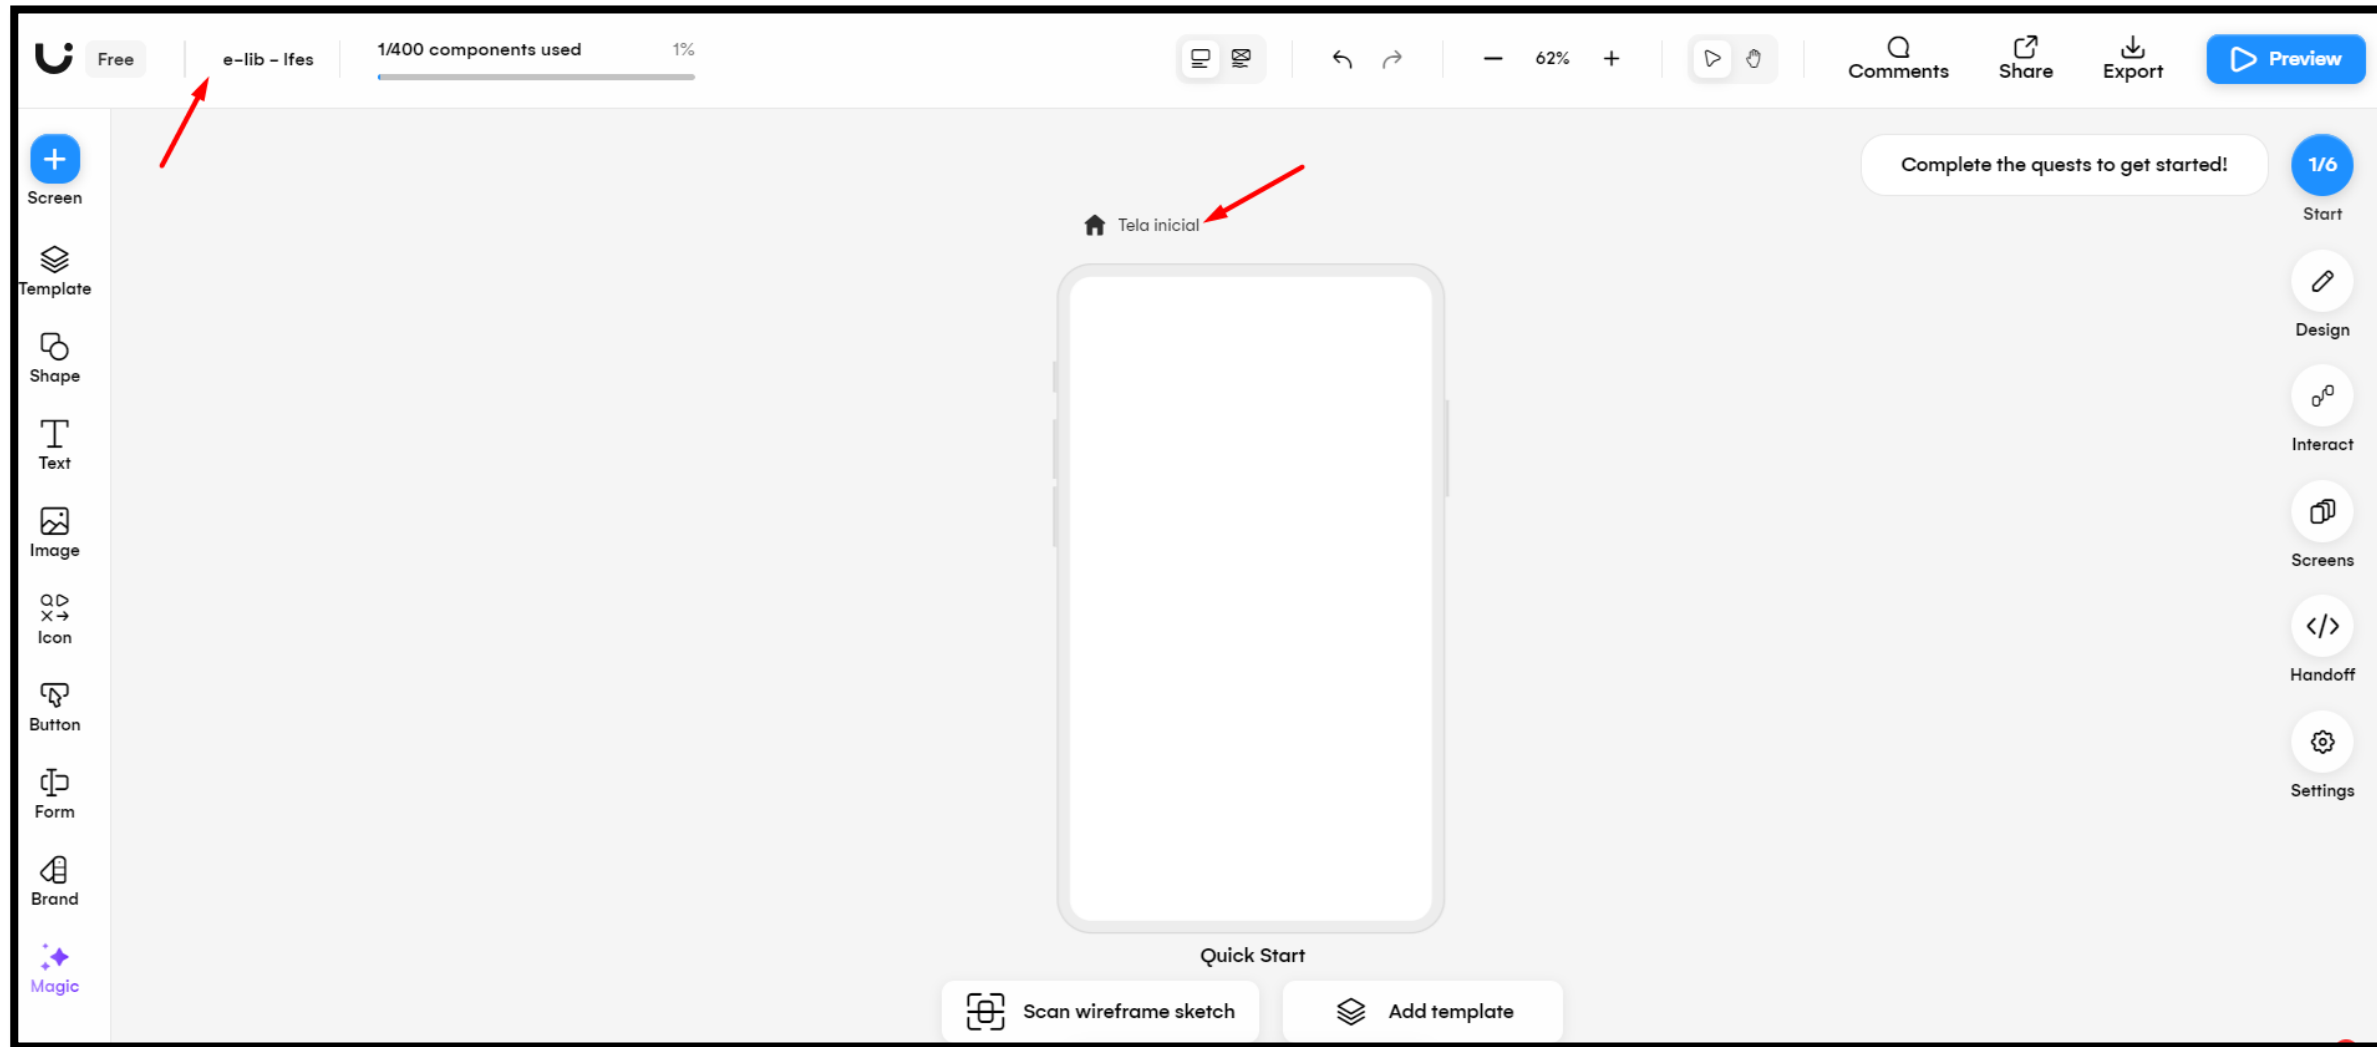 Free
e-lib - Ifes
1/400 components used 1%
62%
Comments
Share
Export
Preview
Screen
Template
Shape
Text
Image
Icon
Button
Form
Brand
Magic
Tela inicial
Quick Start
Scan wireframe sketch
Add template
Complete the quests to get started!
1/6
Start
Design
Interact
Screens
Handoff
Settings